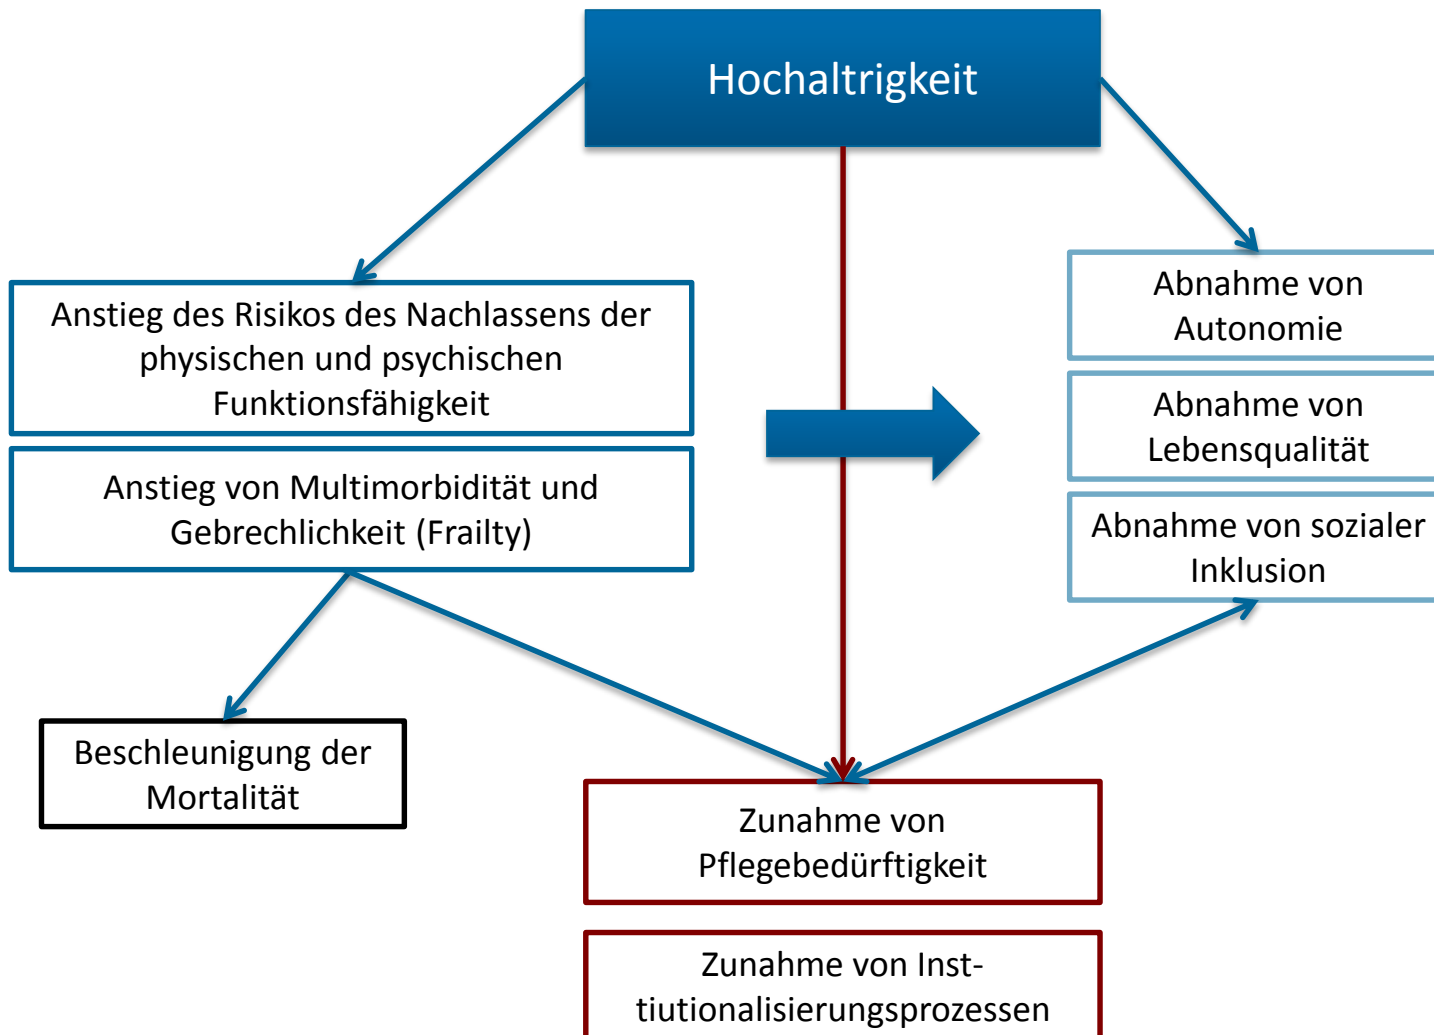 Hochaltrigkeit
Anstieg des Risikos des Nachlassens der
physischen und psychischen
Funktionsfähigkeit
Anstieg von Multimorbidität und
Gebrechlichkeit (Frailty)
Abnahme von
Autonomie
Abnahme von
Lebensqualität
Abnahme von sozialer
Inklusion
Beschleunigung der
Mortalität
Zunahme von
Pflegebedürftigkeit
Zunahme von Inst-
tiutionalisierungsprozessen